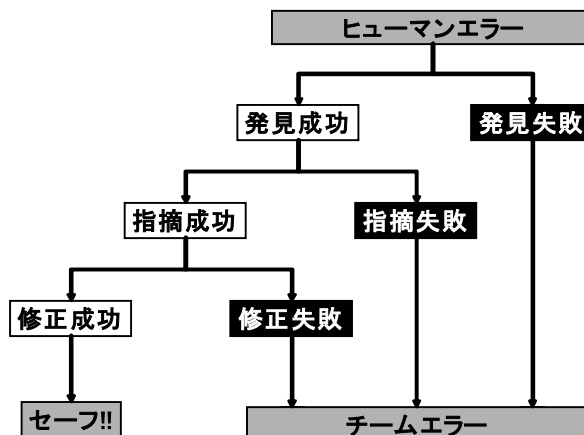 ヒューマンエラー
発見成功
発見失敗
指摘成功
指摘失敗
修正成功
修正失敗
セーフ!!
チームエラー